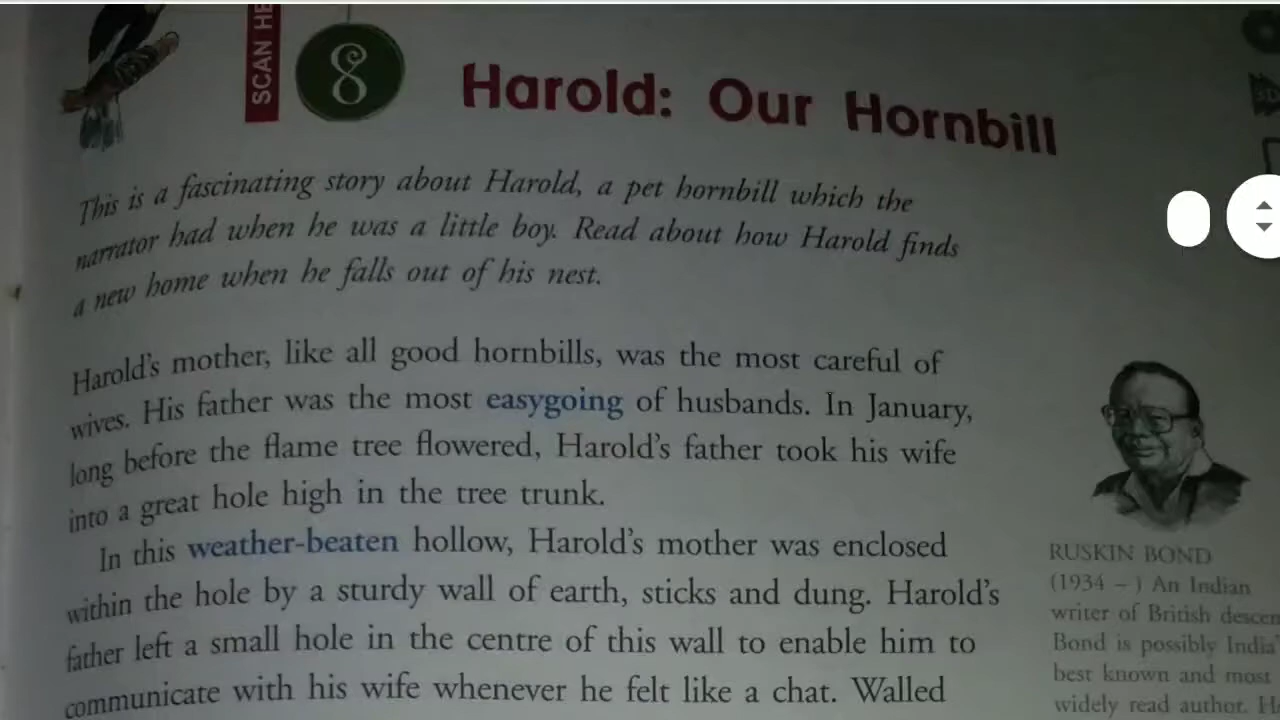 SCAN HE
8
Harold: Our Hornbill
This is a fascinating story about Harold, a pet hornbill which the
narrator had when he was a little boy. Read about how Harold finds
a new home when he falls out of his nest.
Harold's mother, like all good hornbills, was the most careful of
wives. His father was the most easygoing of husbands. In January,
long before the flame tree flowered, Harold's father took his wife
into a great hole high in the tree trunk.
In this weather-beaten hollow, Harold's mother was enclosed
within the hole by a sturdy wall of earth, sticks and dung. Harold's
father left a small hole in the centre of this wall to enable him to
communicate with his wife whenever he felt like a chat. Walled
RUSKIN BOND
(1934 – ) An Indian
writer of British descen
Bond is possibly India
best known and most
widely read author. H